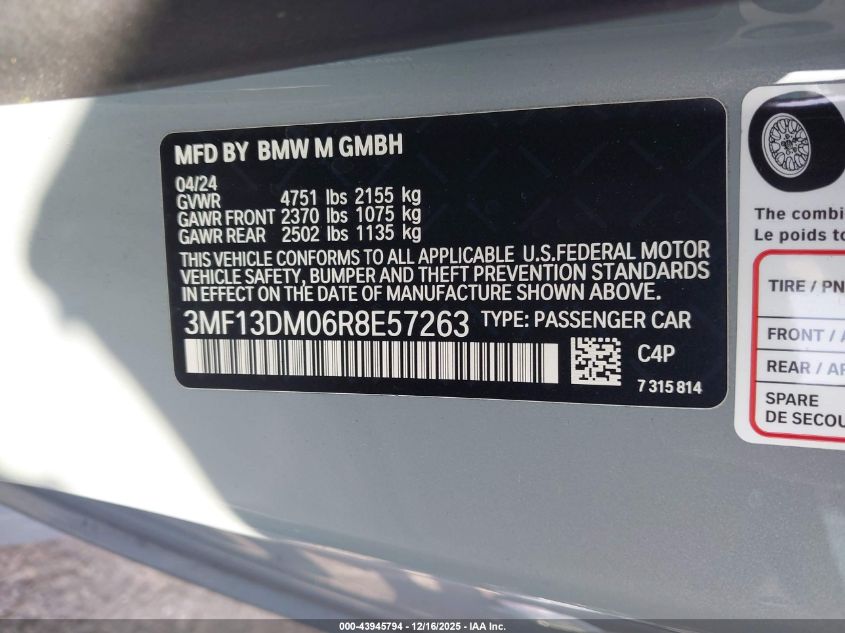 MFD BY BMW M GMBH
04/24
GVWR 4751 lbs 2155 kg
GAWR FRONT 2370 lbs 1075 kg
GAWR REAR 2502 lbs 1135 kg
THIS VEHICLE CONFORMS TO ALL APPLICABLE U.S.FEDERAL MOTOR
VEHICLE SAFETY, BUMPER AND THEFT PREVENTION STANDARDS
IN EFFECT ON THE DATE OF MANUFACTURE SHOWN ABOVE.
3MF13DM06R8E57263 TYPE: PASSENGER CAR
C4P
7 315 814
The combi
Le poids to
TIRE / PN
FRONT / A
REAR / AR
SPARE
DE SECOU
000-43945794 - 12/16/2025 - IAA Inc.